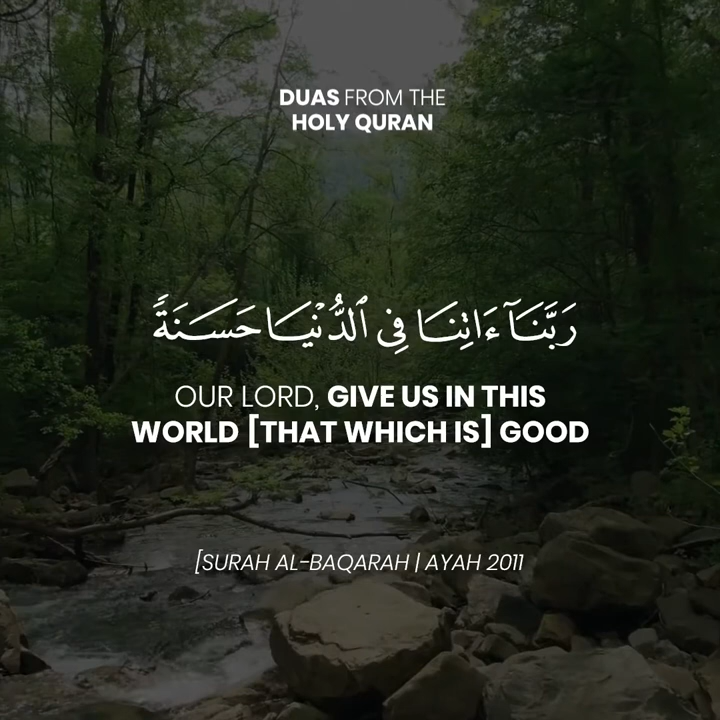 DUAS FROM THE
HOLY QURAN
رَبَّنَآ ءَاتِنَا فِى ٱلدُّنْيَا حَسَنَةً
OUR LORD, GIVE US IN THIS
WORLD [THAT WHICH IS] GOOD
[SURAH AL-BAQARAH | AYAH 2011